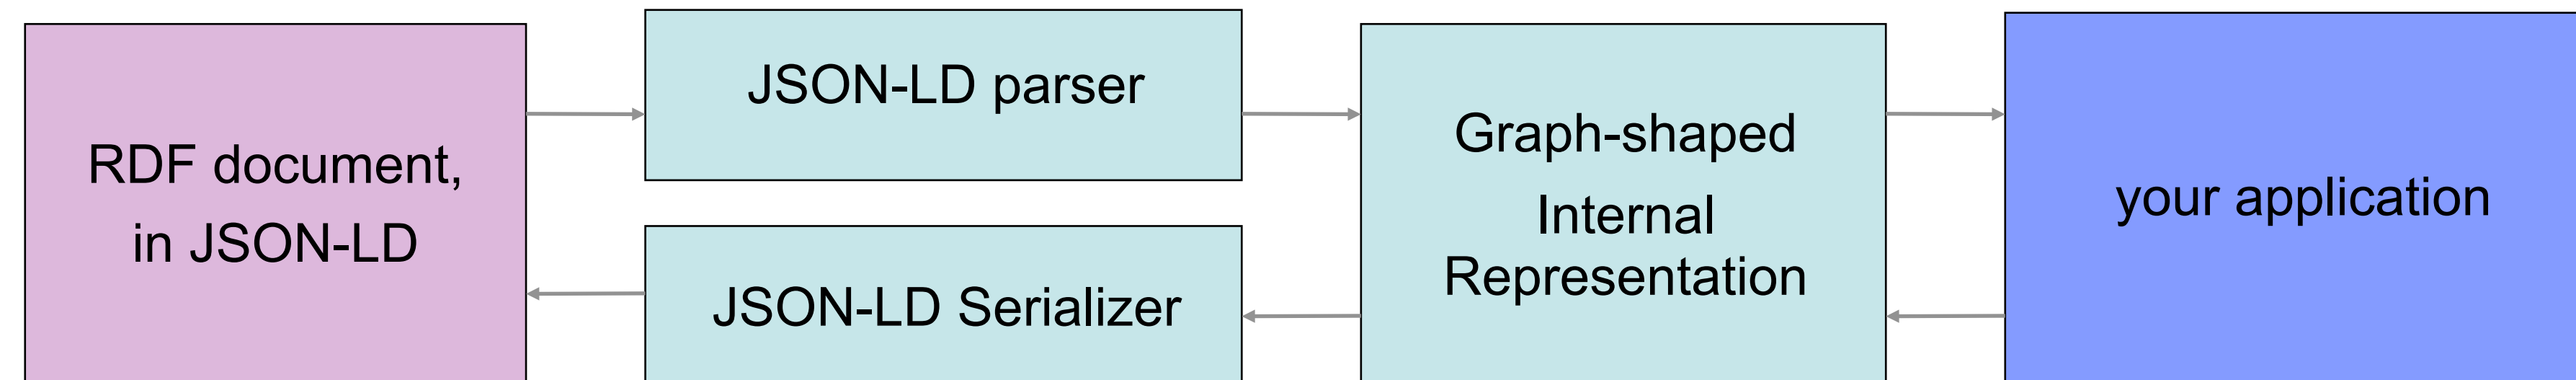 RDF document,
in JSON-LD
JSON-LD parser
JSON-LD Serializer
Graph-shaped
Internal
Representation
your application